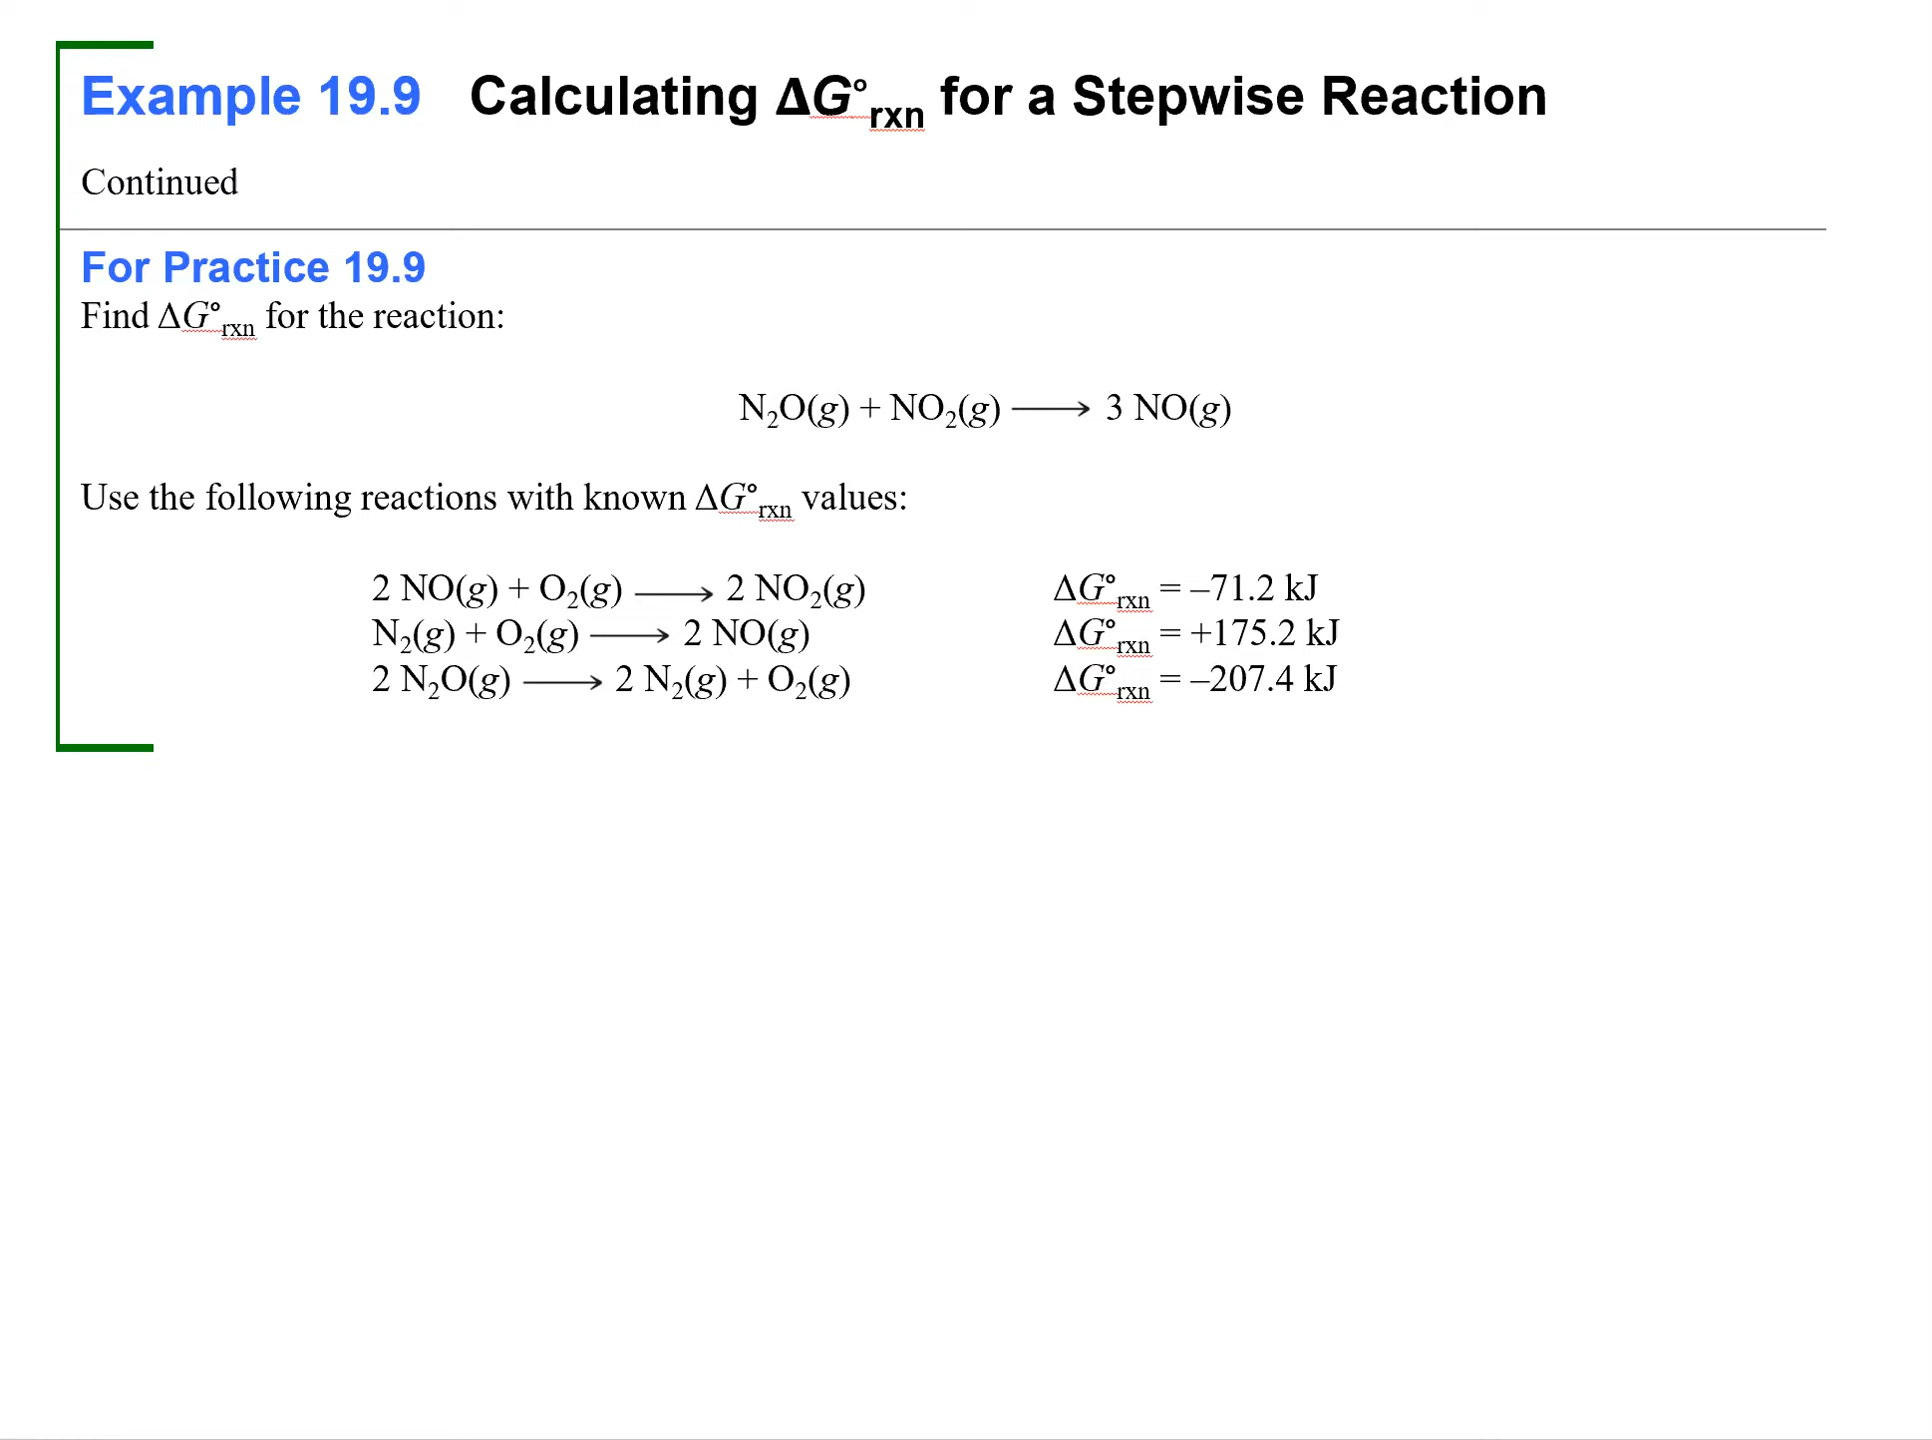 Example 19.9 Calculating ΔG°rxn for a Stepwise Reaction
Continued
For Practice 19.9
Find ΔG°rxn for the reaction:
N₂O(g) + NO₂(g) ⟶ 3 NO(g)
Use the following reactions with known ΔG°rxn values:
2 NO(g) + O₂(g) ⟶ 2 NO₂(g) ΔG°rxn = –71.2 kJ
N₂(g) + O₂(g) ⟶ 2 NO(g) ΔG°rxn = +175.2 kJ
2 N₂O(g) ⟶ 2 N₂(g) + O₂(g) ΔG°rxn = –207.4 kJ